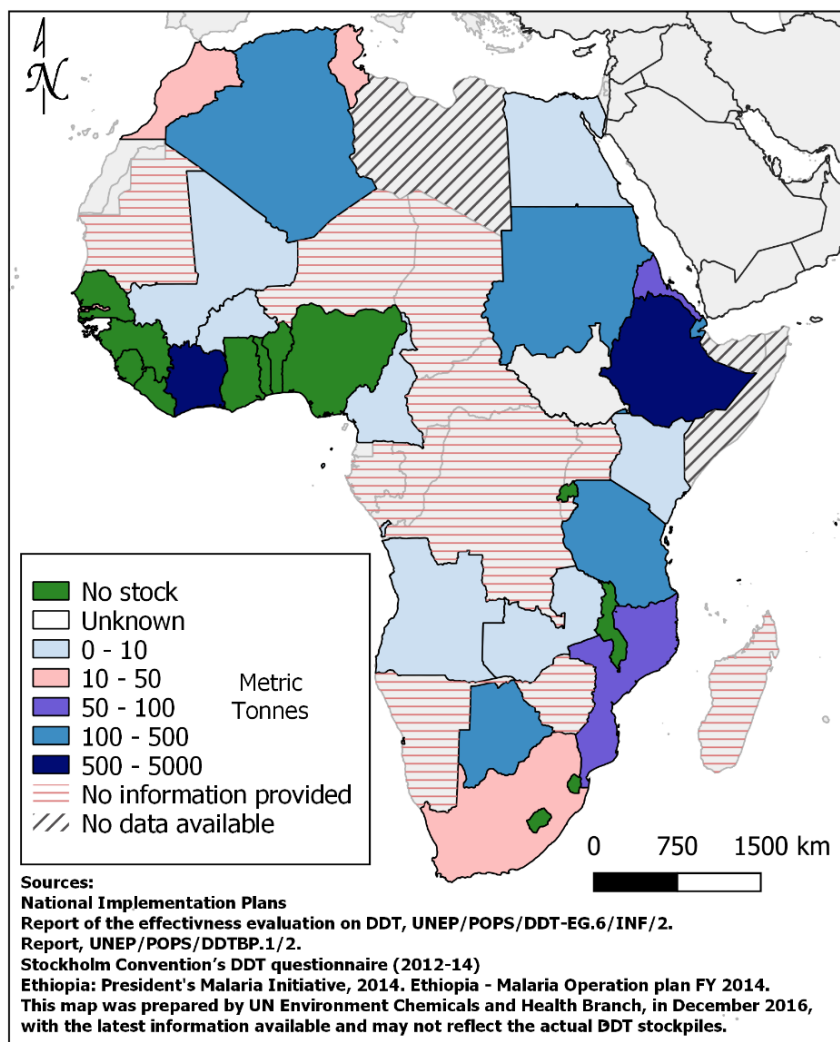 N
No stock
Unknown
0 - 10
10 - 50
50 - 100
100 - 500
500 - 5000
No information provided
No data available
Metric
Tonnes
0 750 1500 km
Sources:
National Implementation Plans
Report of the effectivness evaluation on DDT, UNEP/POPS/DDT-EG.6/INF/2.
Report, UNEP/POPS/DDTBP.1/2.
Stockholm Convention's DDT questionnaire (2012-14)
Ethiopia: President's Malaria Initiative, 2014. Ethiopia - Malaria Operation plan FY 2014.
This map was prepared by UN Environment Chemicals and Health Branch, in December 2016,
with the latest information available and may not reflect the actual DDT stockpiles.